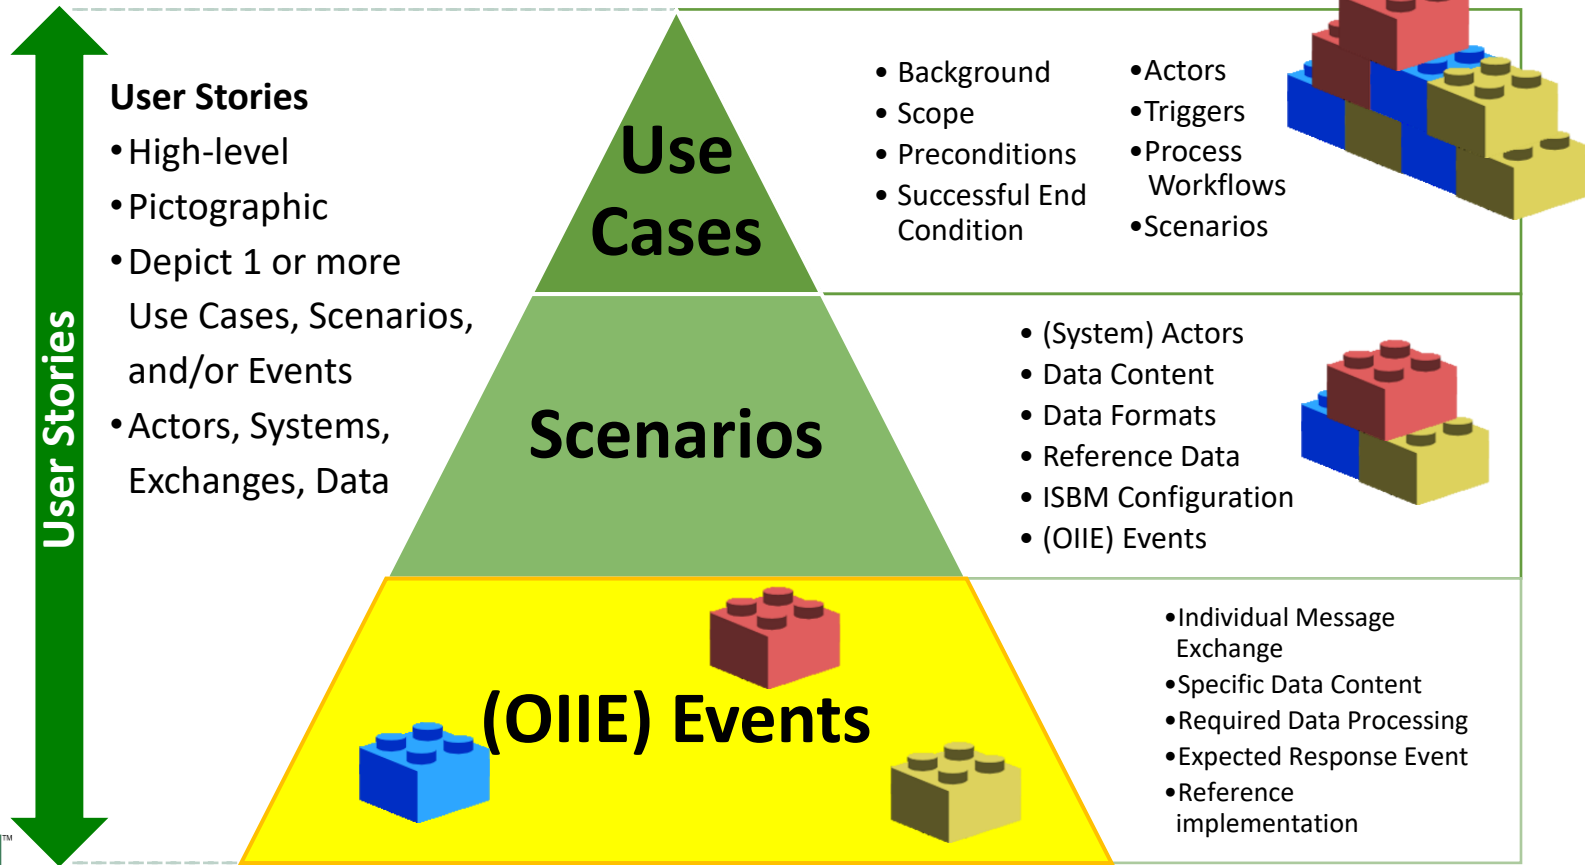 User Stories
User Stories
•High-level
•Pictographic
•Depict 1 or more
Use Cases, Scenarios,
and/or Events
•Actors, Systems,
Exchanges, Data
Use
Cases
• Background
• Scope
• Preconditions
• Successful End
Condition
•Actors
•Triggers
•Process
Workflows
•Scenarios
Scenarios
• (System) Actors
• Data Content
• Data Formats
• Reference Data
• ISBM Configuration
• (OIIE) Events
(OIIE) Events
•Individual Message
Exchange
•Specific Data Content
•Required Data Processing
•Expected Response Event
•Reference
implementation
™